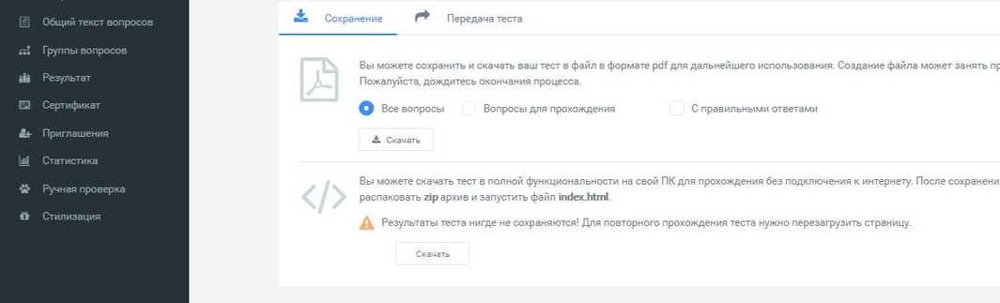 Общий текст вопросов
Группы вопросов
Результат
Сертификат
Приглашения
Статистика
Ручная проверка
Стилизация
Сохранение
Передача теста
Вы можете сохранить и скачать ваш тест в файл в формате pdf для дальнейшего использования. Создание файла может занять
Пожалуйста, дождитесь окончания процесса.
Все вопросы
Вопросы для прохождения
С правильными ответами
Скачать
Вы можете скачать тест в полной функциональности на свой ПК для прохождения без подключения к интернету. После сохранени
распаковать zip архив и запустить файл index.html.
Результаты теста нигде не сохраняются! Для повторного прохождения теста нужно перезагрузить страницу.
Скачать